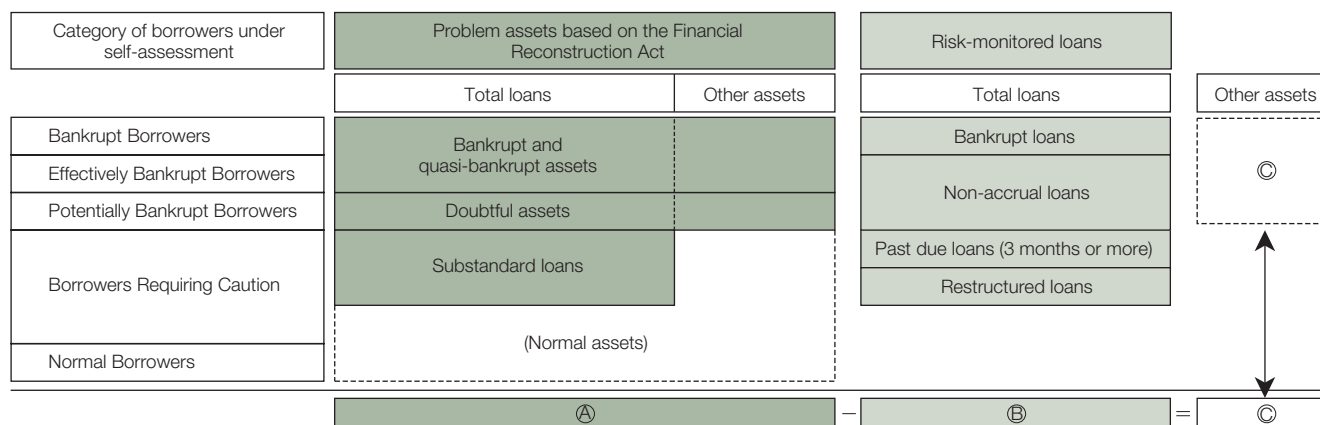 Category of borrowers under
self-assessment
Problem assets based on the Financial
Reconstruction Act
Risk-monitored loans
Total loans
Other assets
Total loans
Other assets
Bankrupt Borrowers
Effectively Bankrupt Borrowers
Potentially Bankrupt Borrowers
Borrowers Requiring Caution
Normal Borrowers
Bankrupt and
quasi-bankrupt assets
Doubtful assets
Substandard loans
(Normal assets)
Bankrupt loans
Non-accrual loans
Past due loans (3 months or more)
Restructured loans
Ⓒ
Ⓐ − Ⓑ = Ⓒ